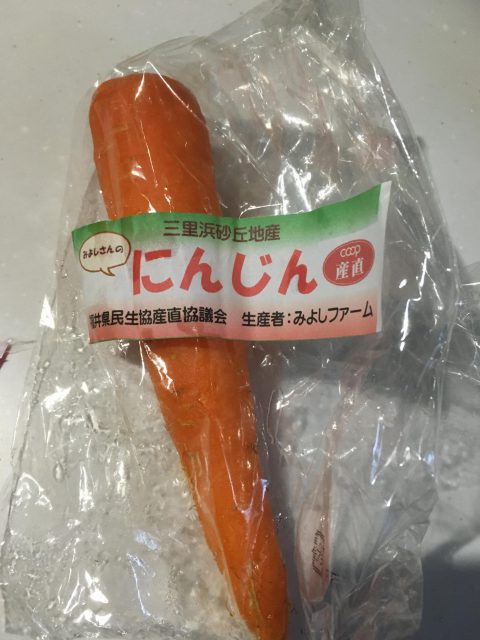 三里浜砂丘地産
みよしさんの
にんじん
coop
産直
井県民生協産直協議会 生産者:みよしファーム